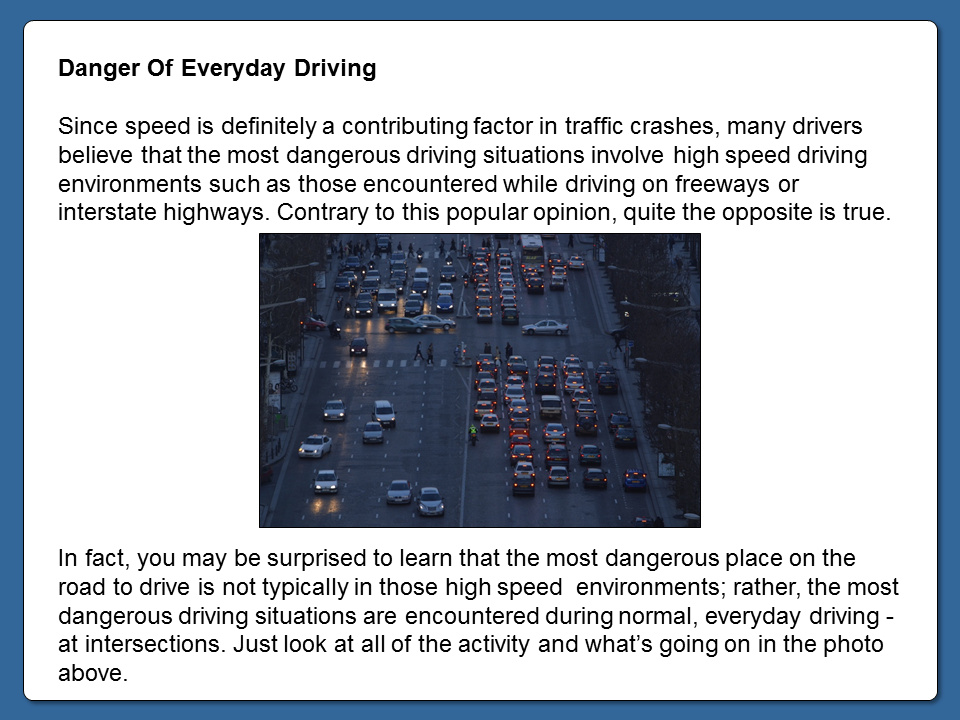 Danger Of Everyday Driving
Since speed is definitely a contributing factor in traffic crashes, many drivers
believe that the most dangerous driving situations involve high speed driving
environments such as those encountered while driving on freeways or
interstate highways. Contrary to this popular opinion, quite the opposite is true.
In fact, you may be surprised to learn that the most dangerous place on the
road to drive is not typically in those high speed  environments; rather, the most
dangerous driving situations are encountered during normal, everyday driving -
at intersections. Just look at all of the activity and what’s going on in the photo
above.